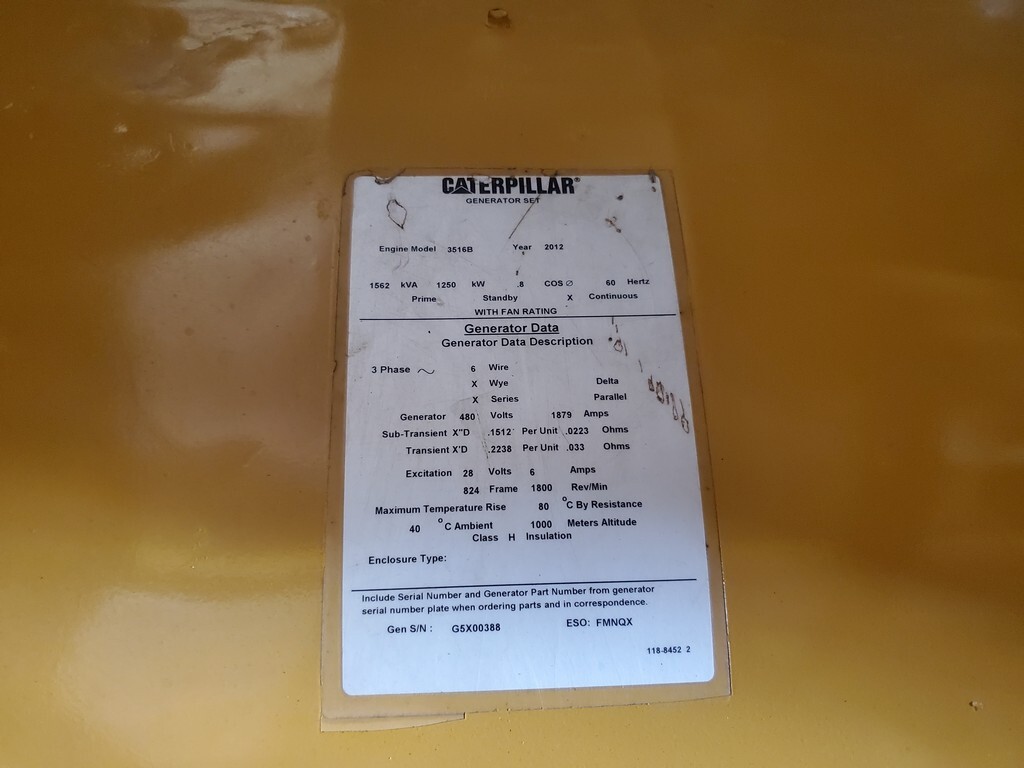 CATERPILLAR®
GENERATOR SET
Engine Model 3516B Year 2012
1562 kVA 1250 kW .8 COS ∅ 60 Hertz
Prime Standby X Continuous
WITH FAN RATING
Generator Data
Generator Data Description
3 Phase 6 Wire
X Wye Delta
X Series Parallel
Generator 480 Volts 1879 Amps
Sub-Transient X"D .1512 Per Unit .0223 Ohms
Transient X'D .2238 Per Unit .033 Ohms
Excitation 28 Volts 6 Amps
824 Frame 1800 Rev/Min
Maximum Temperature Rise 80 °C By Resistance
40 °C Ambient 1000 Meters Altitude
Class H Insulation
Enclosure Type:
Include Serial Number and Generator Part Number from generator
serial number plate when ordering parts and in correspondence.
Gen S/N : G5X00388 ESO: FMNQX
118-8452 2